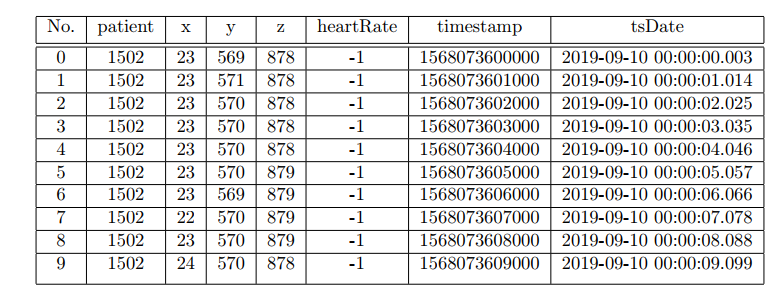 No. patient x y z heartRate timestamp tsDate
0 1502 23 569 878 -1 1568073600000 2019-09-10 00:00:00.003
1 1502 23 571 878 -1 1568073601000 2019-09-10 00:00:01.014
2 1502 23 570 878 -1 1568073602000 2019-09-10 00:00:02.025
3 1502 23 570 878 -1 1568073603000 2019-09-10 00:00:03.035
4 1502 23 570 878 -1 1568073604000 2019-09-10 00:00:04.046
5 1502 23 570 879 -1 1568073605000 2019-09-10 00:00:05.057
6 1502 23 569 879 -1 1568073606000 2019-09-10 00:00:06.066
7 1502 22 570 879 -1 1568073607000 2019-09-10 00:00:07.078
8 1502 23 570 879 -1 1568073608000 2019-09-10 00:00:08.088
9 1502 24 570 878 -1 1568073609000 2019-09-10 00:00:09.099